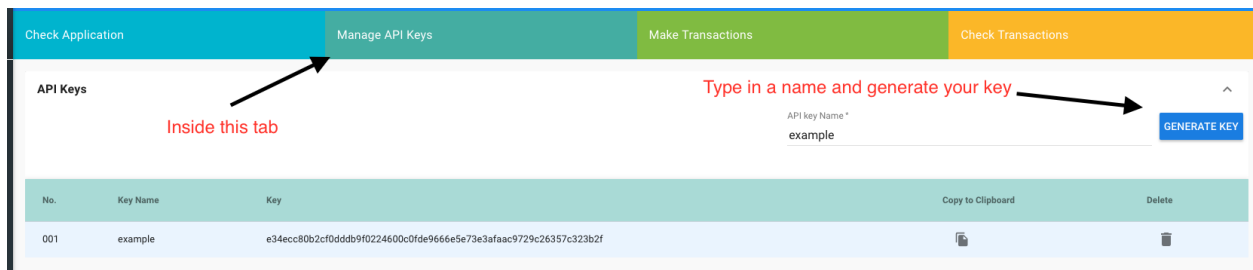 Check Application
Manage API Keys
Make Transactions
Check Transactions
API Keys
Type in a name and generate your key
Inside this tab
API key Name *
example
GENERATE KEY
No. Key Name Key Copy to Clipboard Delete
001 example e34ecc80b2cf0dddb9f0224600c0fde9666e5e73e3afaac9729c26357c323b2f